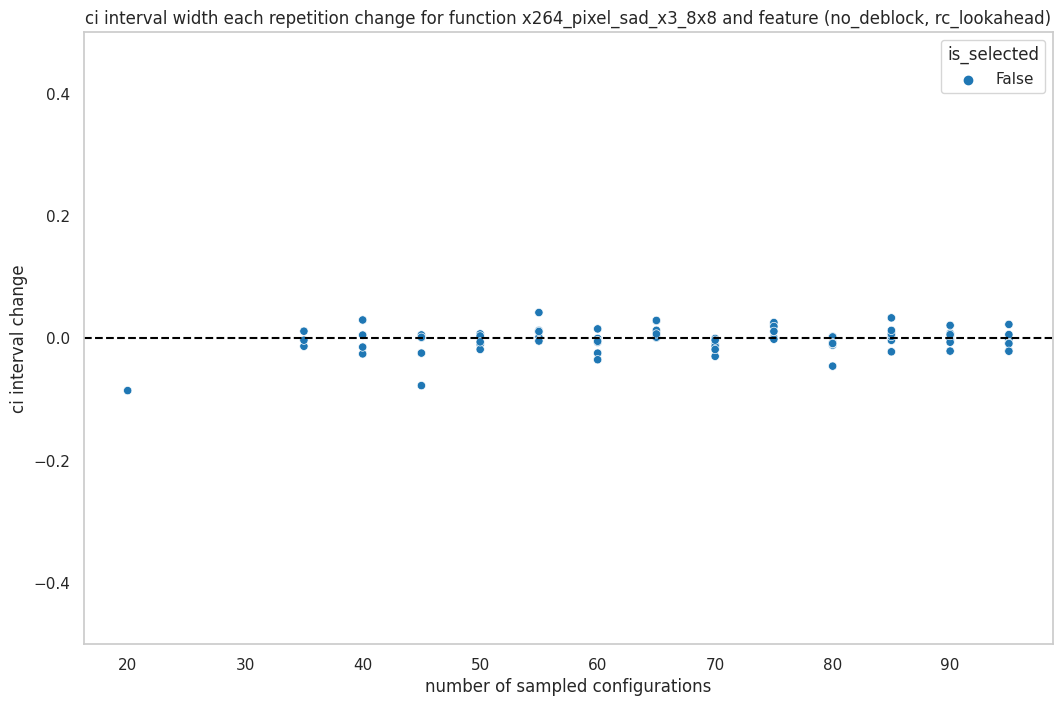 ci interval width each repetition change for function x264_pixel_sad_x3_8x8 and feature (no_deblock, rc_lookahead)
is_selected
False
0.4
0.2
0.0
−0.2
−0.4
ci interval change
20 30 40 50 60 70 80 90
number of sampled configurations